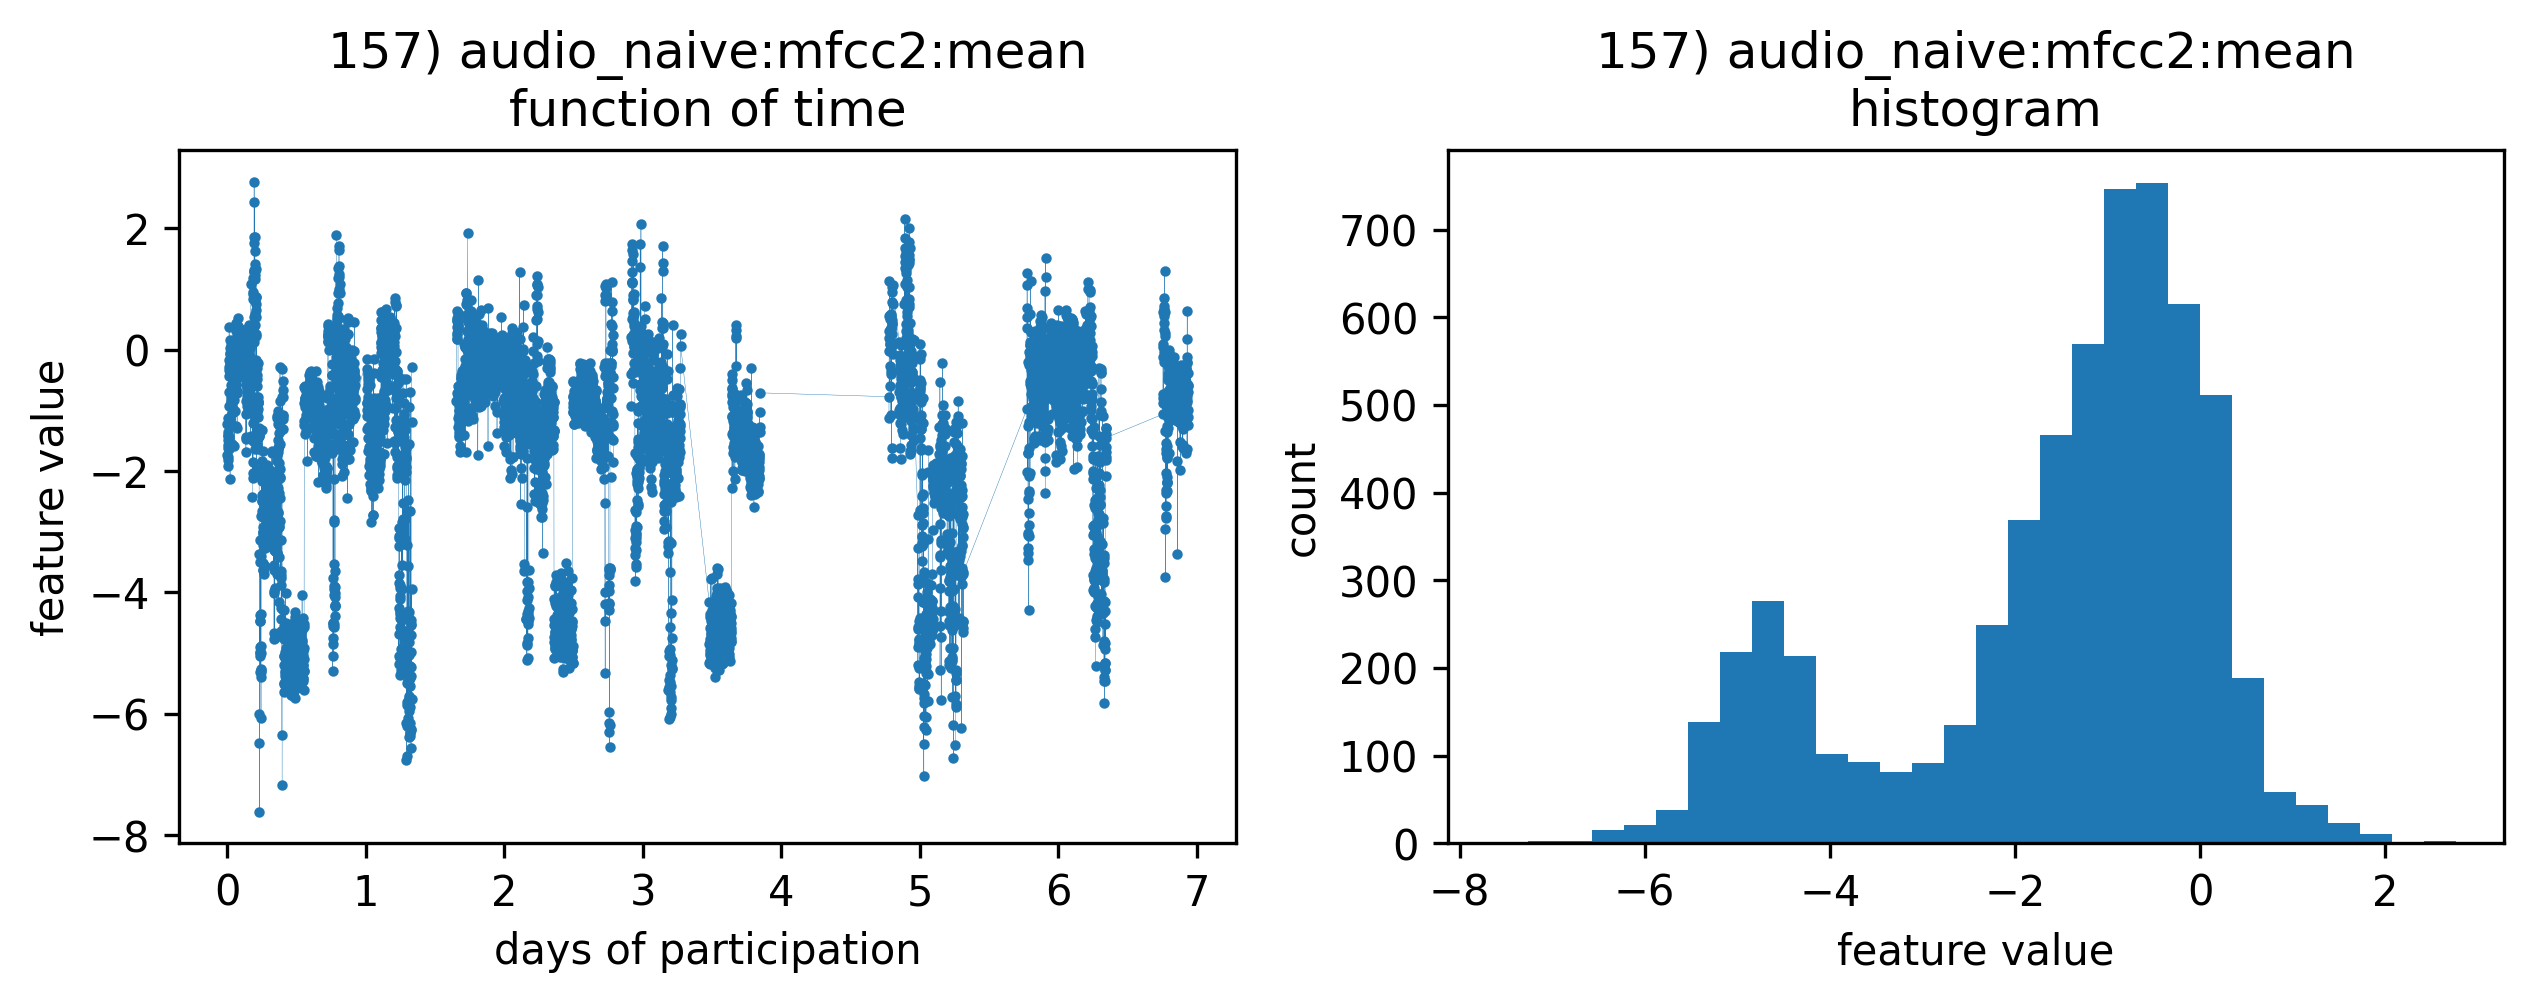 157) audio_naive:mfcc2:mean
function of time
2
0
−2
−4
−6
−8
feature value
0 1 2 3 4 5 6 7
days of participation
157) audio_naive:mfcc2:mean
histogram
700
600
500
400
300
200
100
0
count
−8 −6 −4 −2 0 2
feature value